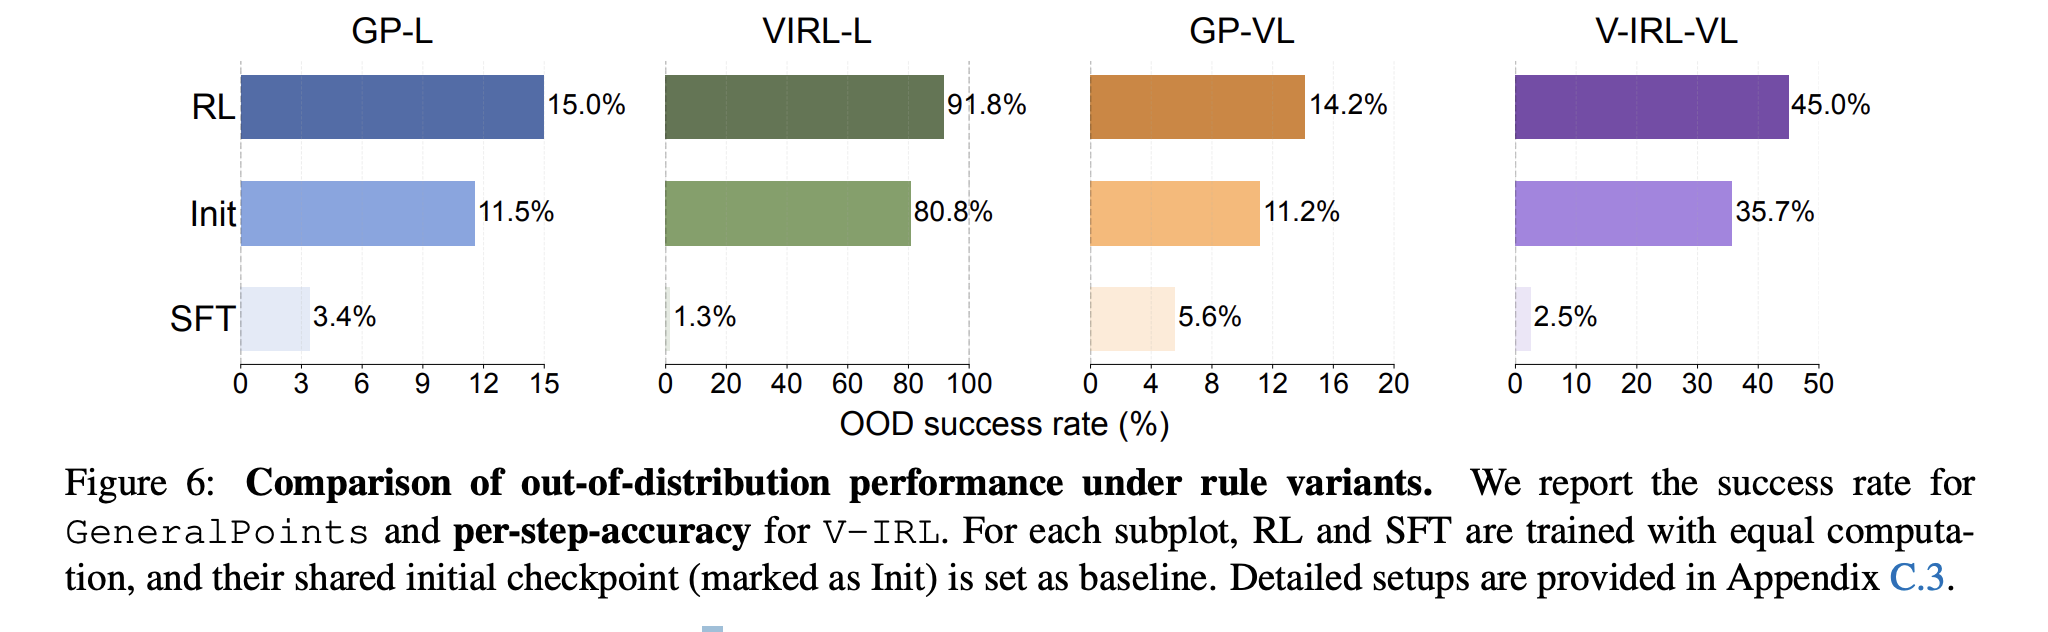 GP-L VIRL-L GP-VL V-IRL-VL
RL 15.0% 91.8% 14.2% 45.0%
Init 11.5% 80.8% 11.2% 35.7%
SFT 3.4% 1.3% 5.6% 2.5%
0 3 6 9 12 15 0 20 40 60 80 100 0 4 8 12 16 20 0 10 20 30 40 50
OOD success rate (%)
Figure 6: Comparison of out-of-distribution performance under rule variants. We report the success rate for
GeneralPoints and per-step-accuracy for V-IRL. For each subplot, RL and SFT are trained with equal computa-
tion, and their shared initial checkpoint (marked as Init) is set as baseline. Detailed setups are provided in Appendix C.3.